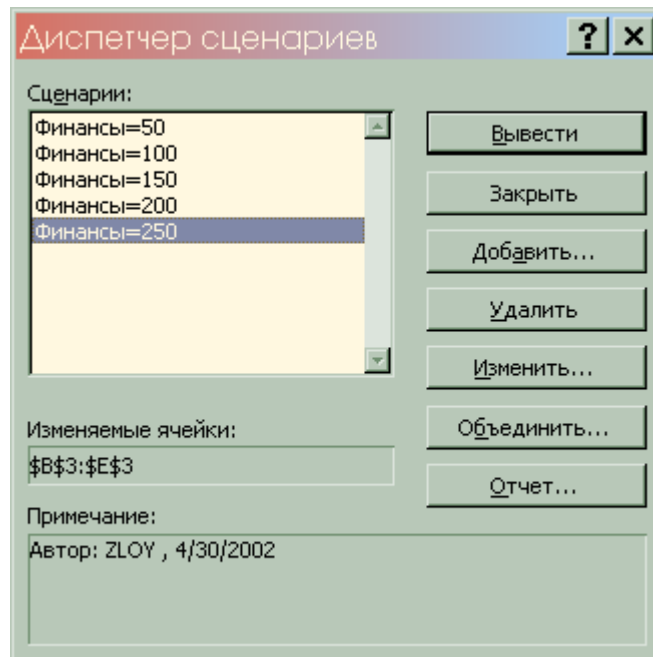 Диспетчер сценариев
Сценарии:
Финансы=50
Финансы=100
Финансы=150
Финансы=200
Финансы=250
Вывести
Закрыть
Добавить...
Удалить
Изменить...
Объединить...
Отчет...
Изменяемые ячейки:
$B$3:$E$3
Примечание:
Автор: ZLOY , 4/30/2002